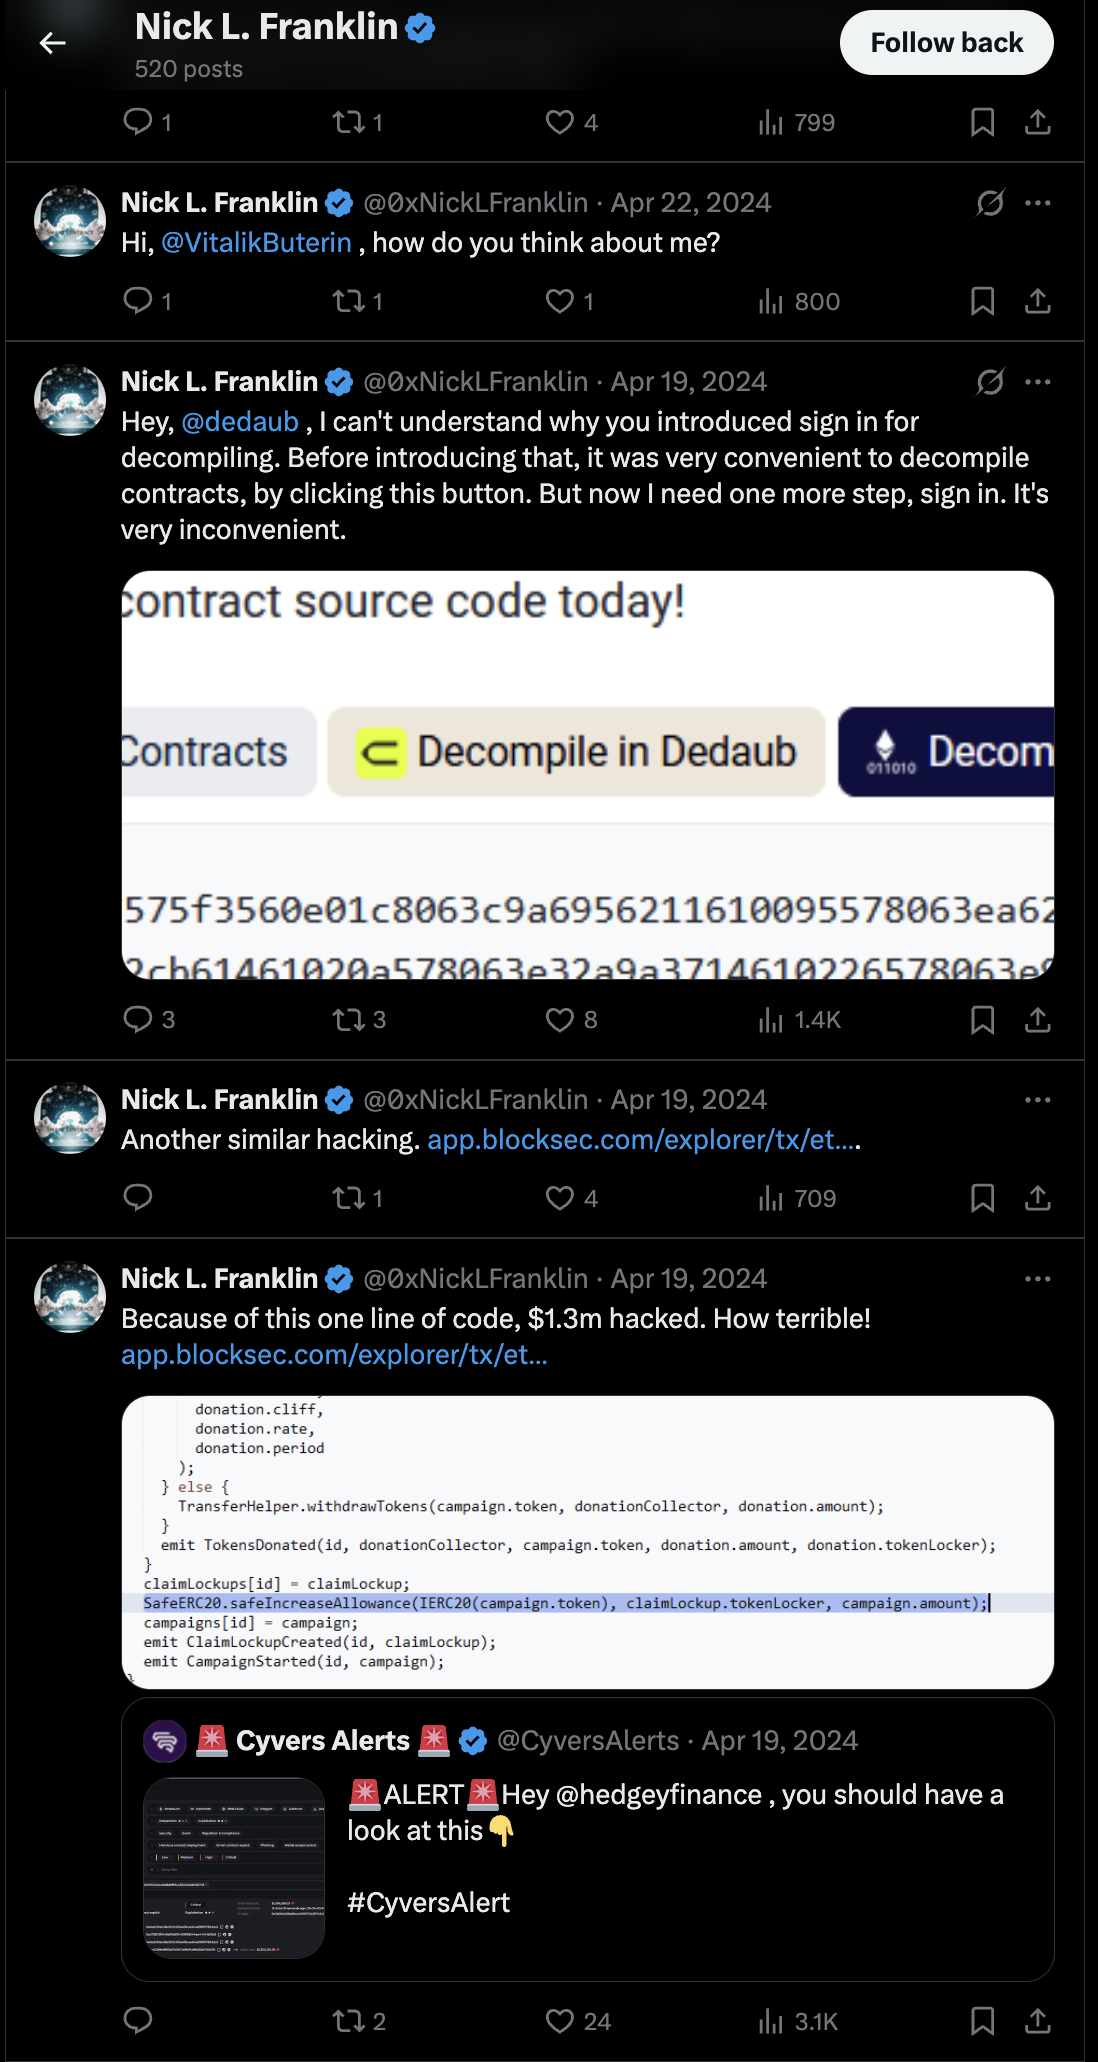 Nick L. Franklin
Follow back
520 posts
1 1 4 799
Nick L. Franklin @0xNickLFranklin · Apr 22, 2024
Hi, @VitalikButerin , how do you think about me?
1 1 1 800
Nick L. Franklin @0xNickLFranklin · Apr 19, 2024
Hey, @dedaub , I can't understand why you introduced sign in for
decompiling. Before introducing that, it was very convenient to decompile
contracts, by clicking this button. But now I need one more step, sign in. It's
very inconvenient.
contract source code today!
Contracts Decompile in Dedaub 011010 Decom
575f3560e01c8063c9a6956211610095578063ea62
2cb61461020a578063e32a9a3714610226578063e9
3 3 8 1.4K
Nick L. Franklin @0xNickLFranklin · Apr 19, 2024
Another similar hacking. app.blocksec.com/explorer/tx/et….
1 4 709
Nick L. Franklin @0xNickLFranklin · Apr 19, 2024
Because of this one line of code, $1.3m hacked. How terrible!
app.blocksec.com/explorer/tx/et…
donation.cliff,
donation.rate,
donation.period
);
} else {
TransferHelper.withdrawTokens(campaign.token, donationCollector, donation.amount);
}
emit TokensDonated(id, donationCollector, campaign.token, donation.amount, donation.tokenLocker);
}
claimLockups[id] = claimLockup;
SafeERC20.safeIncreaseAllowance(IERC20(campaign.token), claimLockup.tokenLocker, campaign.amount);
campaigns[id] = campaign;
emit ClaimLockupCreated(id, claimLockup);
emit CampaignStarted(id, campaign);
}
🚨 Cyvers Alerts 🚨 @CyversAlerts · Apr 19, 2024
🚨ALERT🚨Hey @hedgeyfinance , you should have a
look at this👇
#CyversAlert
2 24 3.1K